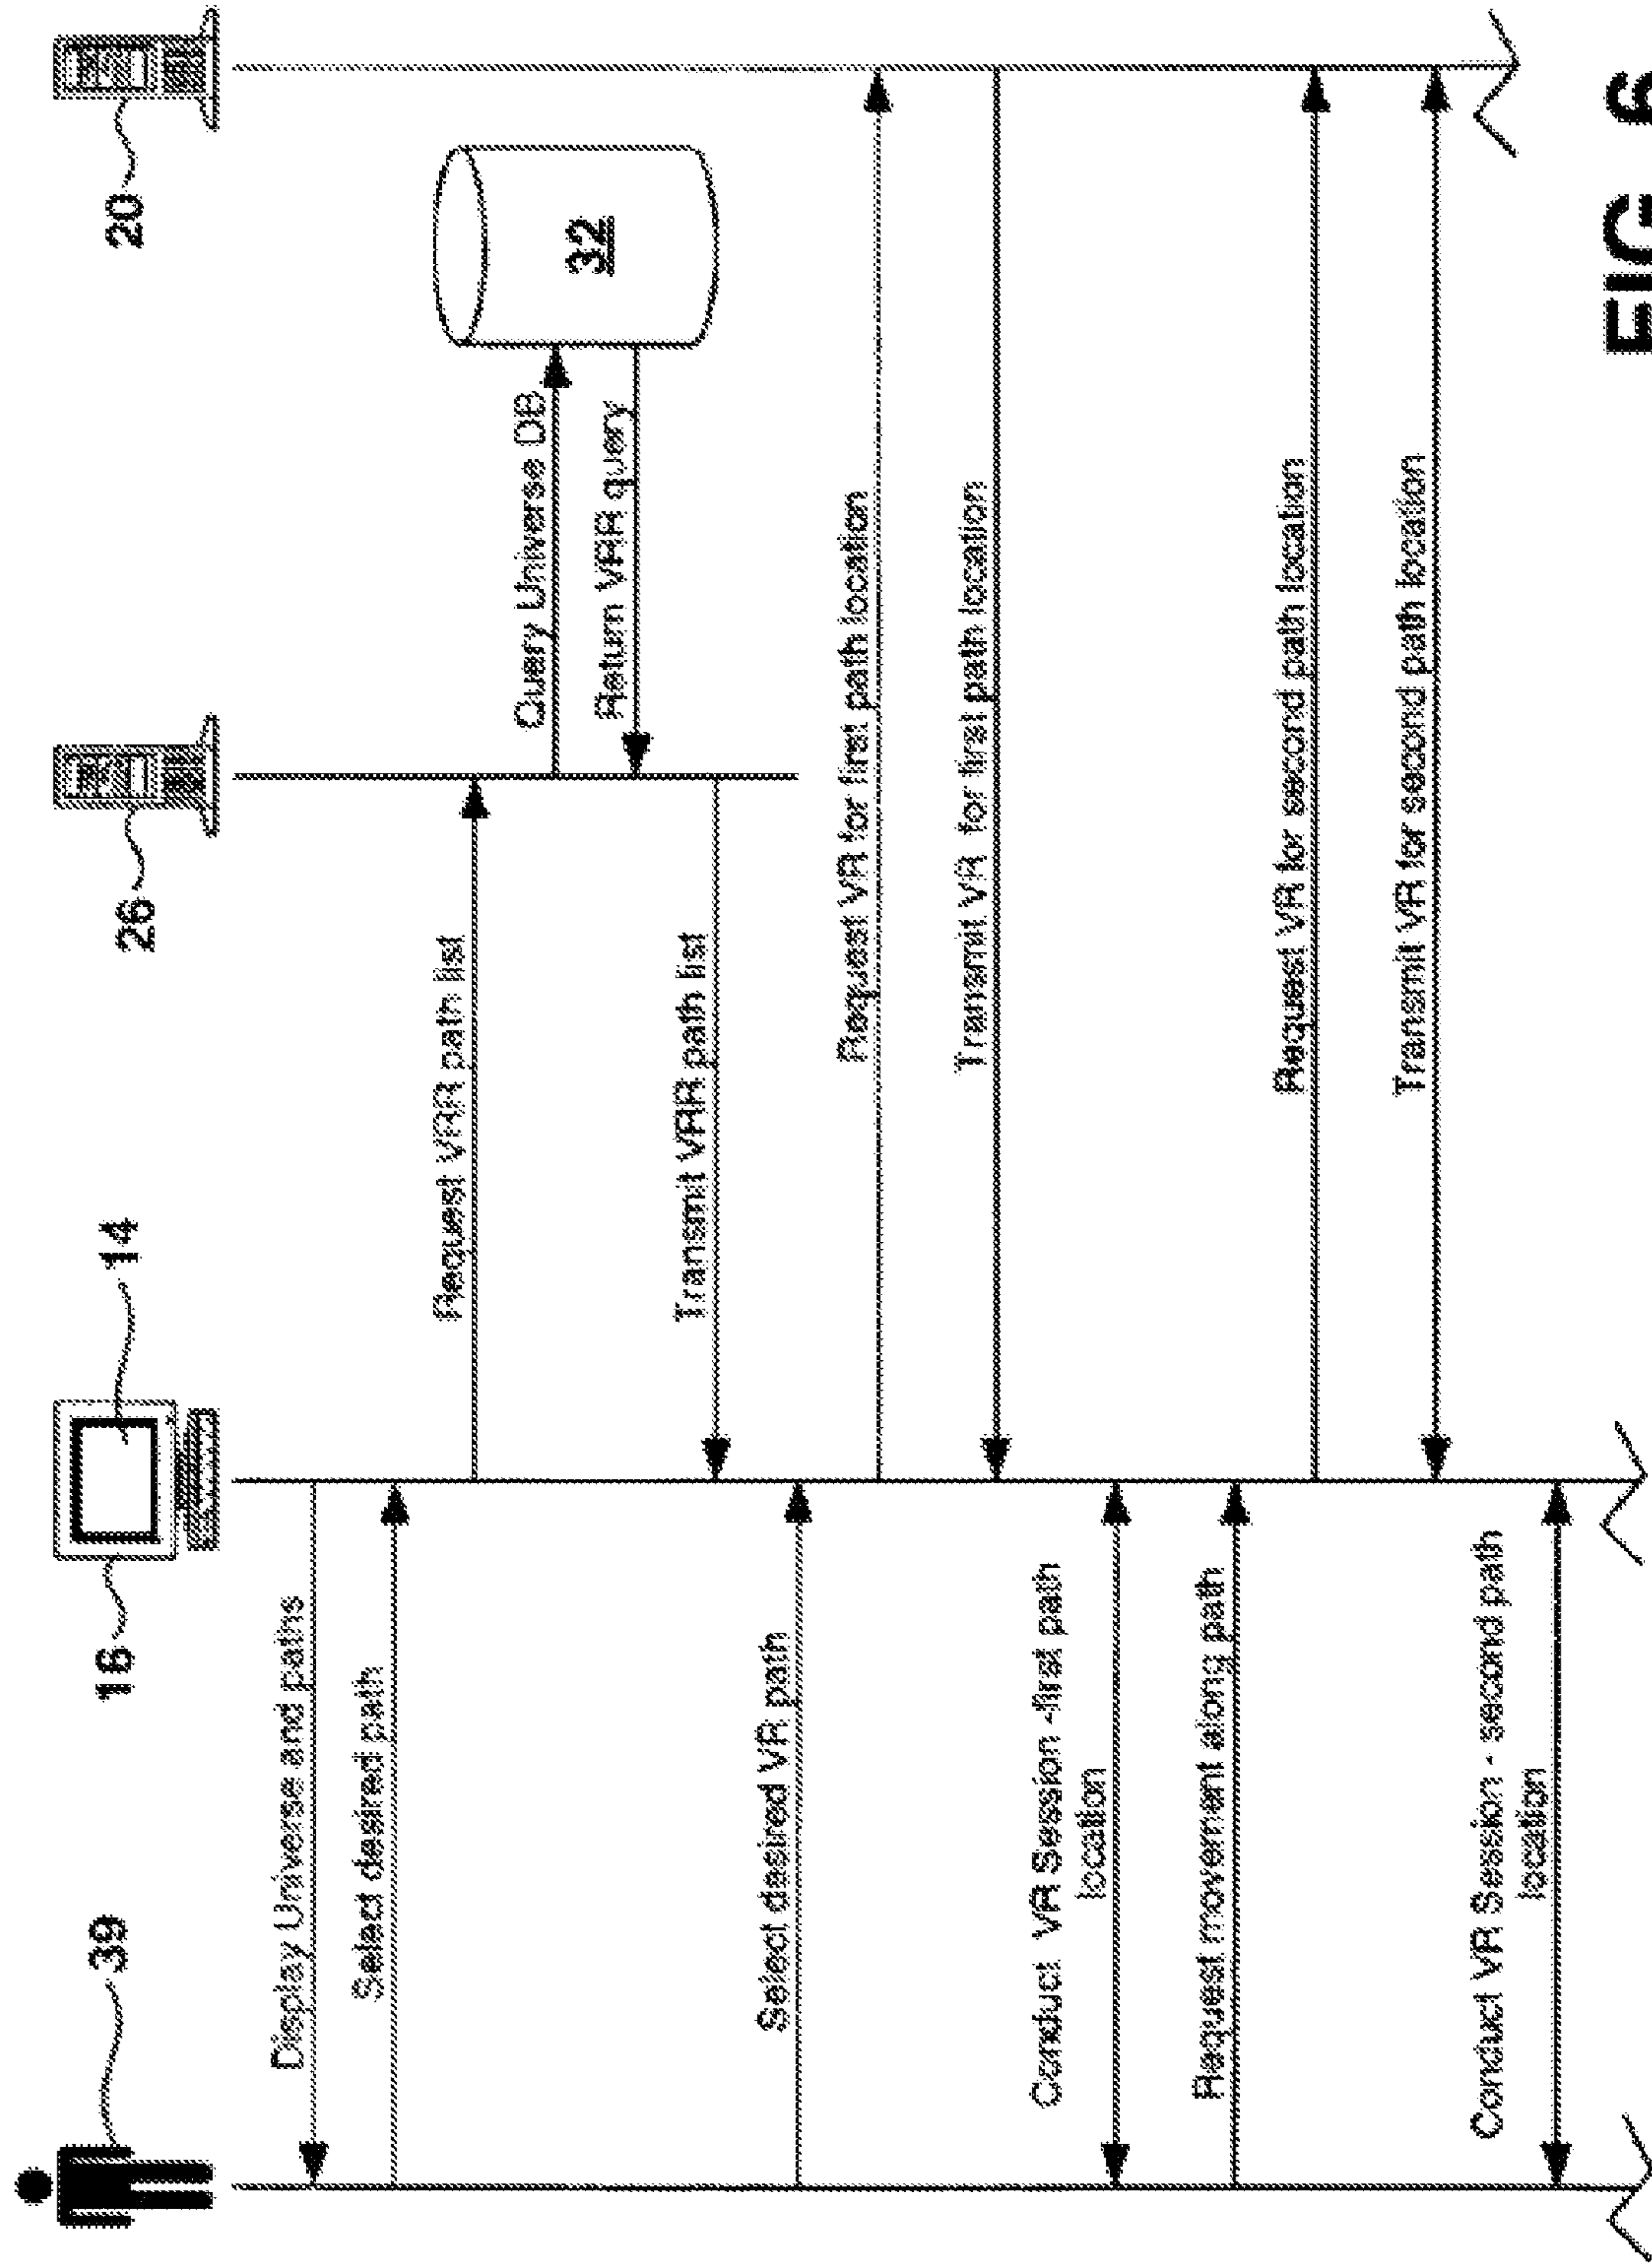 39
16
14
26
20
Display Universe and paths
Select desired path
Request VRR path list
Query Universe DB
32
Return VRR query
Transmit VRR path list
Select desired VR path
Request VR for first path location
Transmit VR for first path location
Conduct VR Session -first path
location
Request movement along path
Request VR for second path location
Transmit VR for second path location
Conduct VR Session - second path
location
FIG. 6